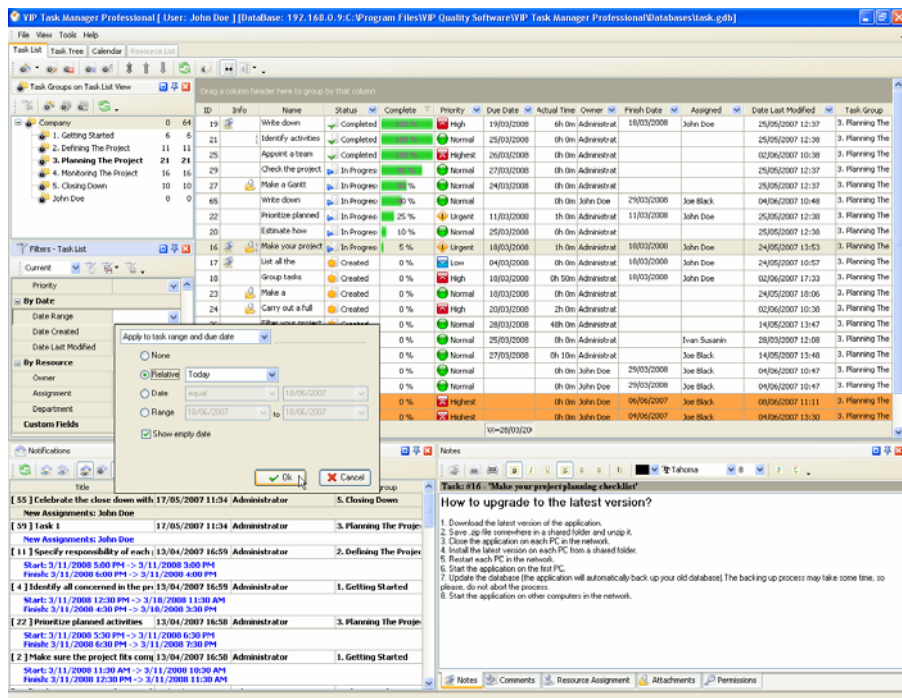 VIP Task Manager Professional [ User: John Doe ] [DataBase: 192.168.0.9:C:\Program Files\VIP Quality Software\VIP Task Manager Professional\Databases\task.gdb]
File View Tools Help
Task List Task Tree Calendar Resource List
Task Groups on Task List View
Drag a column header here to group by that column
Company 0 64
1. Getting Started 6 6
2. Defining The Project 11 11
3. Planning The Project 21 21
4. Monitoring The Project 16 16
5. Closing Down 10 10
John Doe 0 0
Filters - Task List
Current
Priority
By Date
Date Range
Date Created
Date Last Modified
By Resource
Owner
Assignment
Department
Custom Fields
ID Info Name Status Complete Priority Due Date Actual Time Owner Finish Date Assigned Date Last Modified Task Group
19 Write down Completed 100 % High 19/03/2008 6h 0m Administrat 18/03/2008 John Doe 25/05/2007 12:37 3. Planning The
21 Identify activities Completed 100 % Normal 25/03/2008 0h 0m Administrat 25/05/2007 12:38 3. Planning The
25 Appoint a team Completed 100 % Highest 26/03/2008 0h 0m Administrat 02/06/2007 10:38 3. Planning The
29 Check the project In Progres Normal 27/03/2008 0h 0m Administrat 25/05/2007 12:37 3. Planning The
27 Make a Gantt In Progres % Normal 24/03/2008 0h 0m Administrat 25/05/2007 12:37 3. Planning The
65 Write down In Progres % Normal 0h 0m John Doe 29/03/2008 Joe Black 04/06/2007 10:48 3. Planning The
22 Prioritize planned In Progres 25 % Urgent 11/03/2008 1h 0m Administrat 11/03/2008 John Doe 25/05/2007 12:38 3. Planning The
20 Estimate how In Progres 10 % Normal 25/03/2008 0h 0m Administrat 25/05/2007 12:38 3. Planning The
16 Make your project In Progres 5 % Urgent 18/03/2008 1h 0m Administrat 18/03/2008 John Doe 24/05/2007 13:53 3. Planning The
17 List all the Created 0 % Low 04/03/2008 0h 0m Administrat 18/03/2008 John Doe 24/05/2007 10:57 3. Planning The
18 Group tasks Created 0 % High 18/03/2008 0h 50m Administrat 18/03/2008 John Doe 02/06/2007 17:33 3. Planning The
23 Make a Created 0 % Normal 18/03/2008 0h 0m Administrat 24/05/2007 18:06 3. Planning The
24 Carry out a full Created 0 % High 20/03/2008 2h 0m Administrat 02/06/2007 10:38 3. Planning The
Filter your project Created 0 % Normal 28/03/2008 48h 0m Administrat 14/05/2007 13:47 3. Planning The
0 % Normal 25/03/2008 0h 0m Administrat Ivan Susanin 28/03/2007 12:08 3. Planning The
0 % Normal 27/03/2008 0h 10m Administrat Joe Black 14/05/2007 13:48 3. Planning The
0 % Normal 0h 0m John Doe 29/03/2008 Joe Black 04/06/2007 10:47 3. Planning The
0 % Normal 0h 0m John Doe 29/03/2008 Joe Black 04/06/2007 10:47 3. Planning The
0 % Highest 0h 0m John Doe 06/06/2007 Joe Black 08/06/2007 11:11 3. Planning The
0 % Highest 0h 0m John Doe 04/06/2007 Joe Black 04/06/2007 13:30 3. Planning The
Apply to task range and due date
None
Relative Today
Date equal 18/06/2007
Range 18/06/2007 to 18/06/2007
Show empty date
Ok Cancel
Notifications
Title
[ 55 ] Celebrate the close down with 17/05/2007 11:34 Administrator 5. Closing Down
New Assignments: John Doe
[ 59 ] Task 1 17/05/2007 11:34 Administrator 3. Planning The Proje
New Assignments: John Doe
[ 11 ] Specify responsibility of each 13/04/2007 16:59 Administrator 2. Defining The Proje
Start: 3/11/2008 5:00 PM -> 3/11/2008 3:00 PM
Finish: 3/11/2008 6:00 PM -> 3/11/2008 4:00 PM
[ 4 ] Identify all concerned in the pro 13/04/2007 16:59 Administrator 1. Getting Started
Start: 3/11/2008 12:30 PM -> 3/18/2008 11:30 AM
Finish: 3/11/2008 4:30 PM -> 3/18/2008 3:30 PM
[ 22 ] Prioritize planned activities 13/04/2007 16:58 Administrator 3. Planning The Proje
Start: 3/11/2008 5:30 PM -> 3/11/2008 6:30 PM
Finish: 3/11/2008 6:30 PM -> 3/11/2008 7:30 PM
[ 2 ] Make sure the project fits com 13/04/2007 16:58 Administrator 1. Getting Started
Start: 3/11/2008 11:30 AM -> 3/11/2008 10:30 AM
Finish: 3/11/2008 12:30 PM -> 3/11/2008 11:30 AM
Notes
Tahoma 8
Task: #16 - 'Make your project planning checklist'
How to upgrade to the latest version?
1. Download the latest version of the application.
2. Save .zip file somewhere in a shared folder and unzip it.
3. Close the application on each PC in the network.
4. Install the latest version on each PC from a shared folder.
5. Restart each PC in the network.
6. Start the application on the first PC.
7. Update the database (the application will automatically back up your old database).The backing up process may take some time, so
please, do not abort the process.
8. Start the application on other computers in the network.
Notes Comments Resource Assignment Attachments Permissions